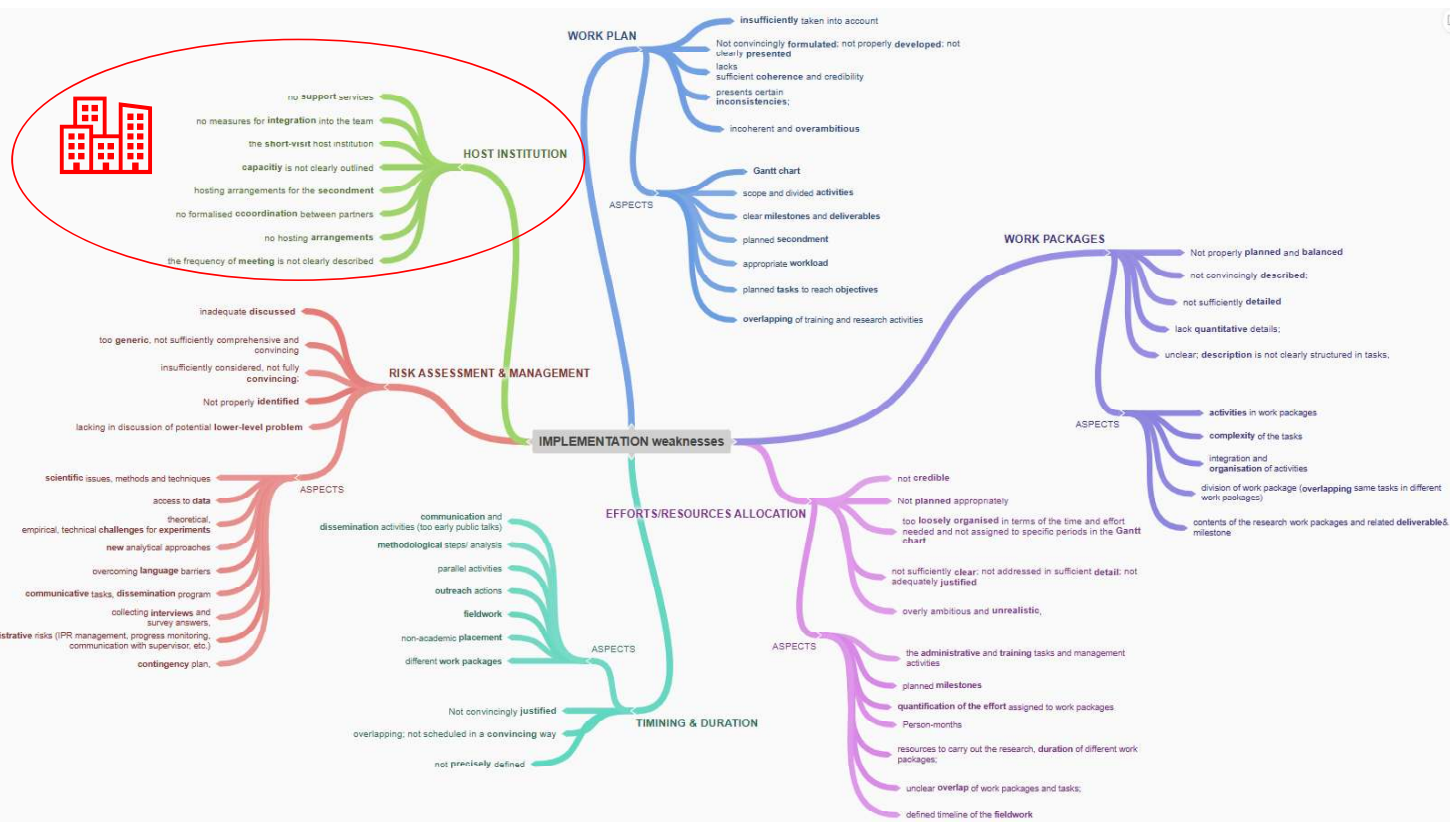 WORK PLAN
insufficiently taken into account
Not convincingly formulated; not properly developed; not
clearly presented
lacks
sufficient coherence and credibility
presents certain
inconsistencies;
incoherent and overambitious
ASPECTS
Gantt chart
scope and divided activities
clear milestones and deliverables
planned secondment
appropriate workload
planned tasks to reach objectives
overlapping of training and research activities
HOST INSTITUTION
no support services
no measures for integration into the team
the short-visit host institution
capacitiy is not clearly outlined
hosting arrangements for the secondment
no formalised ccoordination between partners
no hosting arrangements
the frequency of meeting is not clearly described
WORK PACKAGES
Not properly planned and balanced
not convincingly described;
not sufficiently detailed
lack quantitative details;
unclear; description is not clearly structured in tasks,
ASPECTS
activities in work packages
complexity of the tasks
integration and
organisation of activities
division of work package (overlapping same tasks in different
work packages)
contents of the research work packages and related deliverable&
milestone
RISK ASSESSMENT & MANAGEMENT
inadequate discussed
too generic, not sufficiently comprehensive and
convincing
insufficiently considered, not fully
convincing;
Not properly identified
lacking in discussion of potential lower-level problem
ASPECTS
scientific issues, methods and techniques
access to data
theoretical,
empirical, technical challenges for experiments
new analytical approaches
overcoming language barriers
communicative tasks, dissemination program
collecting interviews and
survey answers,
istrative risks (IPR management, progress monitoring,
communication with supervisor, etc.)
contingency plan,
IMPLEMENTATION weaknesses
EFFORTS/RESOURCES ALLOCATION
not credible
Not planned appropriately
too loosely organised in terms of the time and effort
needed and not assigned to specific periods in the Gantt
chart
not sufficiently clear; not addressed in sufficient detail; not
adequately justified
overly ambitious and unrealistic,
ASPECTS
the administrative and training tasks and management
activities
planned milestones
quantification of the effort assigned to work packages
Person-months
resources to carry out the research, duration of different work
packages;
unclear overlap of work packages and tasks;
defined timeline of the fieldwork
TIMINING & DURATION
ASPECTS
communication and
dissemination activities (too early public talks)
methodological steps/ analysis
parallel activities
outreach actions
fieldwork
non-academic placement
different work packages
Not convincingly justified
overlapping; not scheduled in a convincing way
not precisely defined